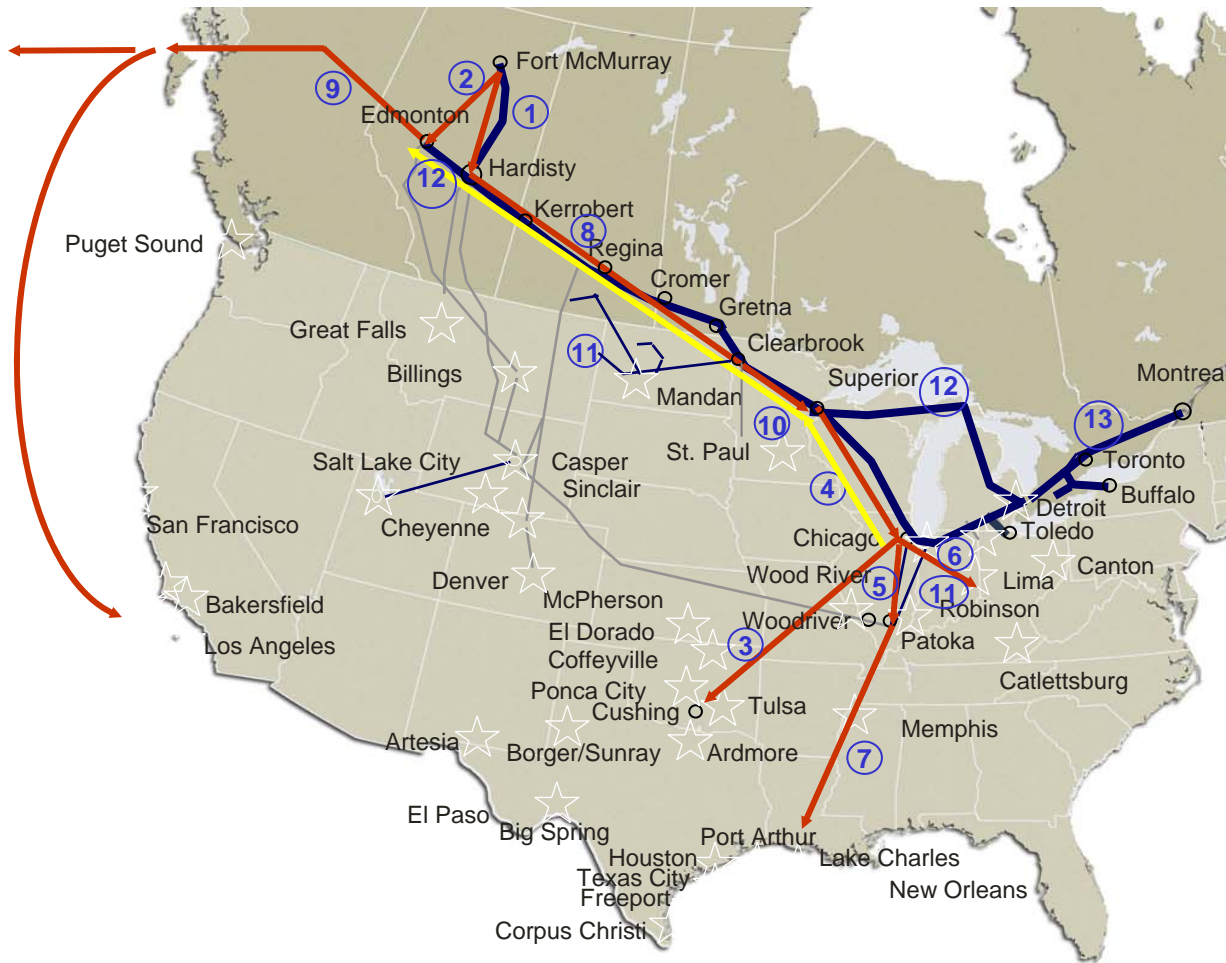 Fort McMurray
2
9
1
Edmonton
Hardisty
12
Kerrobert
8
Puget Sound
Regina
Cromer
Gretna
Great Falls
Clearbrook
11
Billings
Superior
12
Montreal
Mandan
10
13
St. Paul
Salt Lake City
Casper
Toronto
Sinclair
4
Buffalo
Detroit
San Francisco
Cheyenne
Chicago
Toledo
6
Canton
Denver
Wood River
5
Lima
11
McPherson
Bakersfield
Robinson
Woodriver
El Dorado
3
Patoka
Los Angeles
Coffeyville
Catlettsburg
Ponca City
Cushing
Tulsa
Memphis
Artesia
Borger/Sunray
Ardmore
7
El Paso
Big Spring
Port Arthur
Houston
Lake Charles
Texas City
New Orleans
Freeport
Corpus Christi